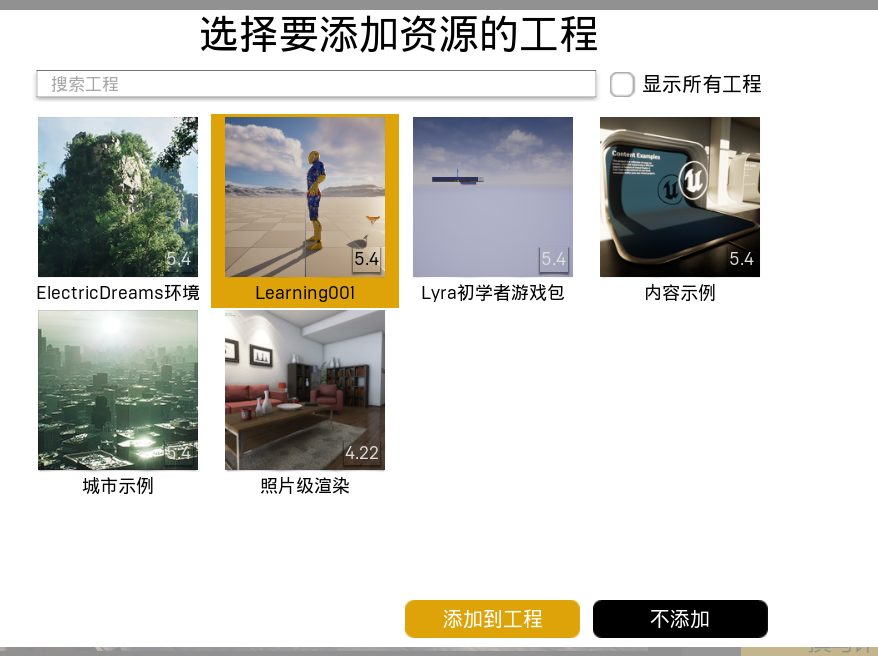 选择要添加资源的工程
搜索工程
显示所有工程
5.4
5.4
5.4
Content Examples
5.4
ElectricDreams环境
Learning001
Lyra初学者游戏包
内容示例
5.4
4.22
城市示例
照片级渲染
添加到工程
不添加